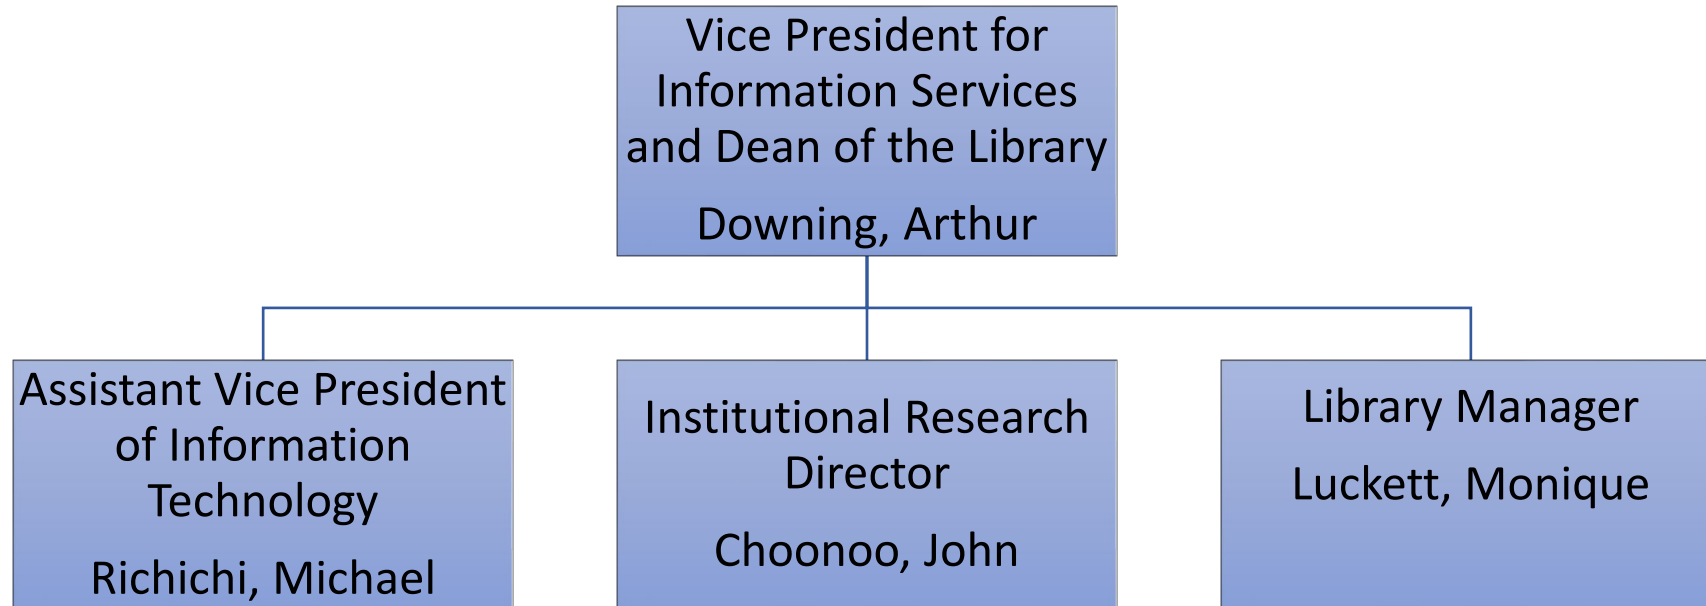 Vice President for
Information Services
and Dean of the Library
Downing, Arthur
Assistant Vice President
of Information
Technology
Richichi, Michael
Institutional Research
Director
Choonoo, John
Library Manager
Luckett, Monique